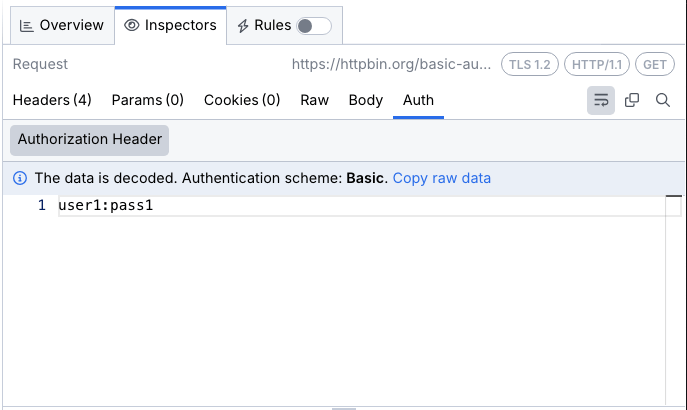 Overview Inspectors Rules
Request https://httpbin.org/basic-au... TLS 1.2 HTTP/1.1 GET
Headers (4) Params (0) Cookies (0) Raw Body Auth
Authorization Header
The data is decoded. Authentication scheme: Basic. Copy raw data
1 user1:pass1